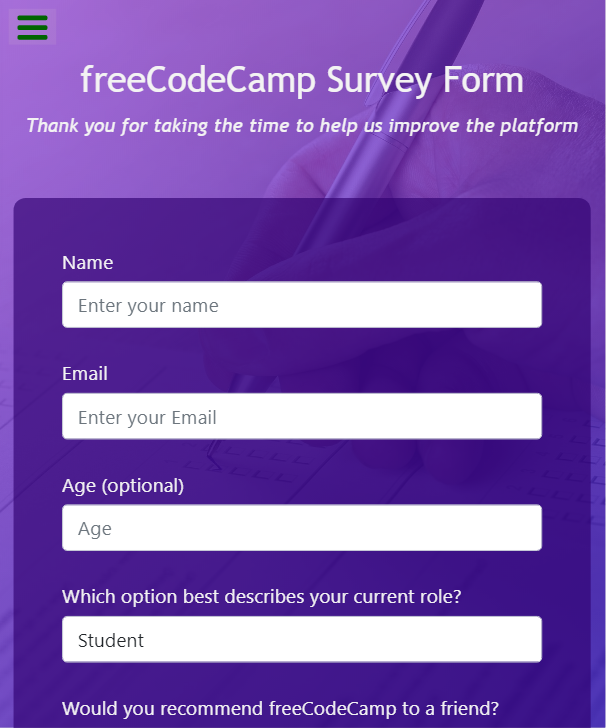 freeCodeCamp Survey Form
Thank you for taking the time to help us improve the platform
Name
Enter your name
Email
Enter your Email
Age (optional)
Age
Which option best describes your current role?
Student
Would you recommend freeCodeCamp to a friend?